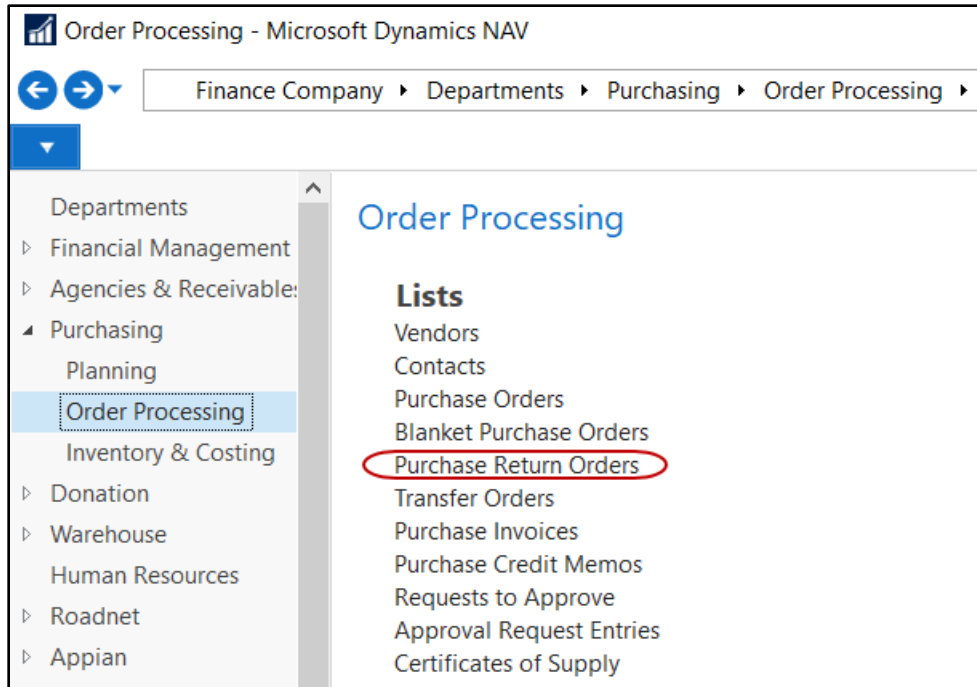 Order Processing - Microsoft Dynamics NAV
Finance Company Departments Purchasing Order Processing
Departments
Financial Management
Agencies & Receivable
Purchasing
Planning
Order Processing
Inventory & Costing
Donation
Warehouse
Human Resources
Roadnet
Appian
Order Processing
Lists
Vendors
Contacts
Purchase Orders
Blanket Purchase Orders
Purchase Return Orders
Transfer Orders
Purchase Invoices
Purchase Credit Memos
Requests to Approve
Approval Request Entries
Certificates of Supply